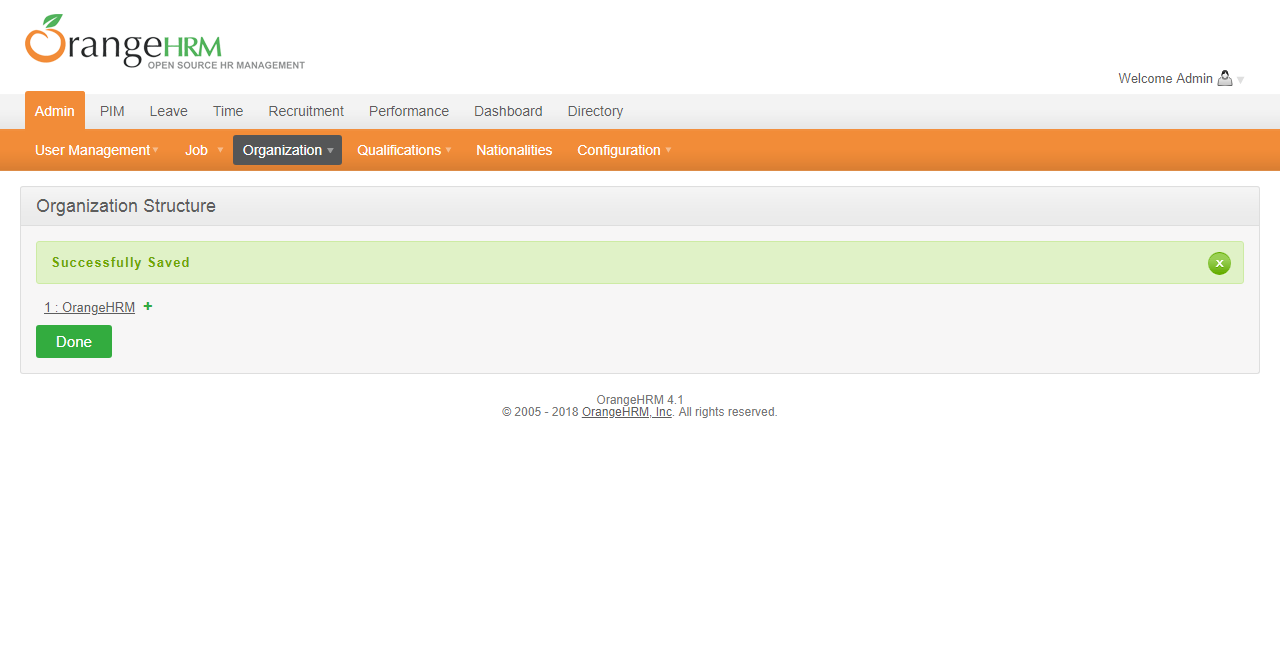 OrangeHRM
OPEN SOURCE HR MANAGEMENT
Welcome Admin
Admin PIM Leave Time Recruitment Performance Dashboard Directory
User Management Job Organization Qualifications Nationalities Configuration
Organization Structure
Successfully Saved
1 : OrangeHRM +
Done
OrangeHRM 4.1
© 2005 - 2018 OrangeHRM, Inc. All rights reserved.